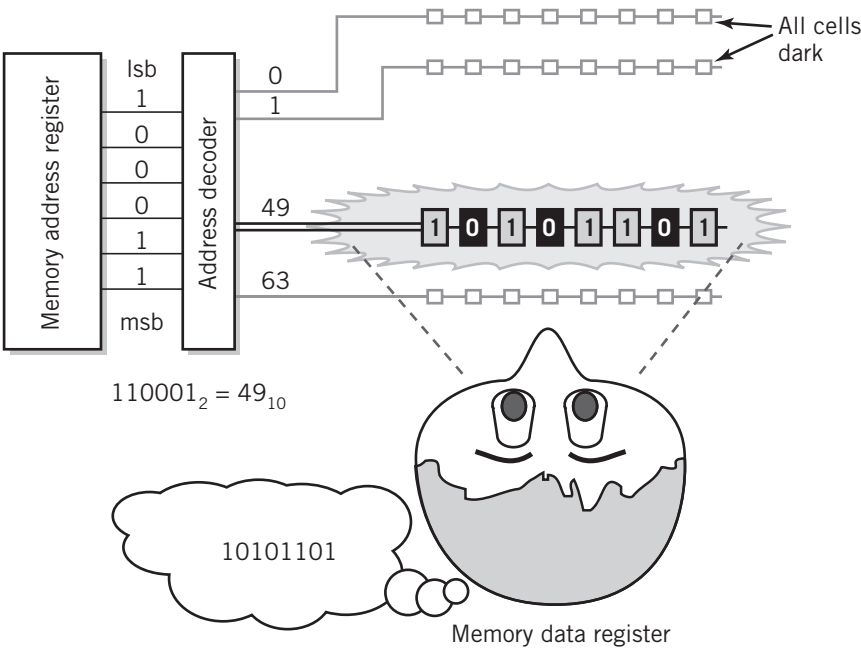 All cells
dark
Memory address register
lsb
1
0
0
0
1
1
msb
Address decoder
0
1
49
63
1 0 1 0 1 1 0 1
110001₂ = 49₁₀
10101101
Memory data register